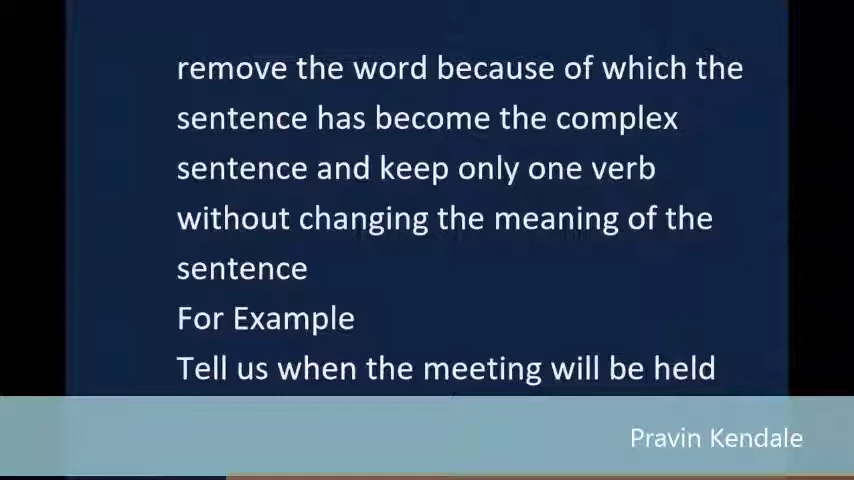 remove the word because of which the
sentence has become the complex
sentence and keep only one verb
without changing the meaning of the
sentence
For Example
Tell us when the meeting will be held
Pravin Kendale